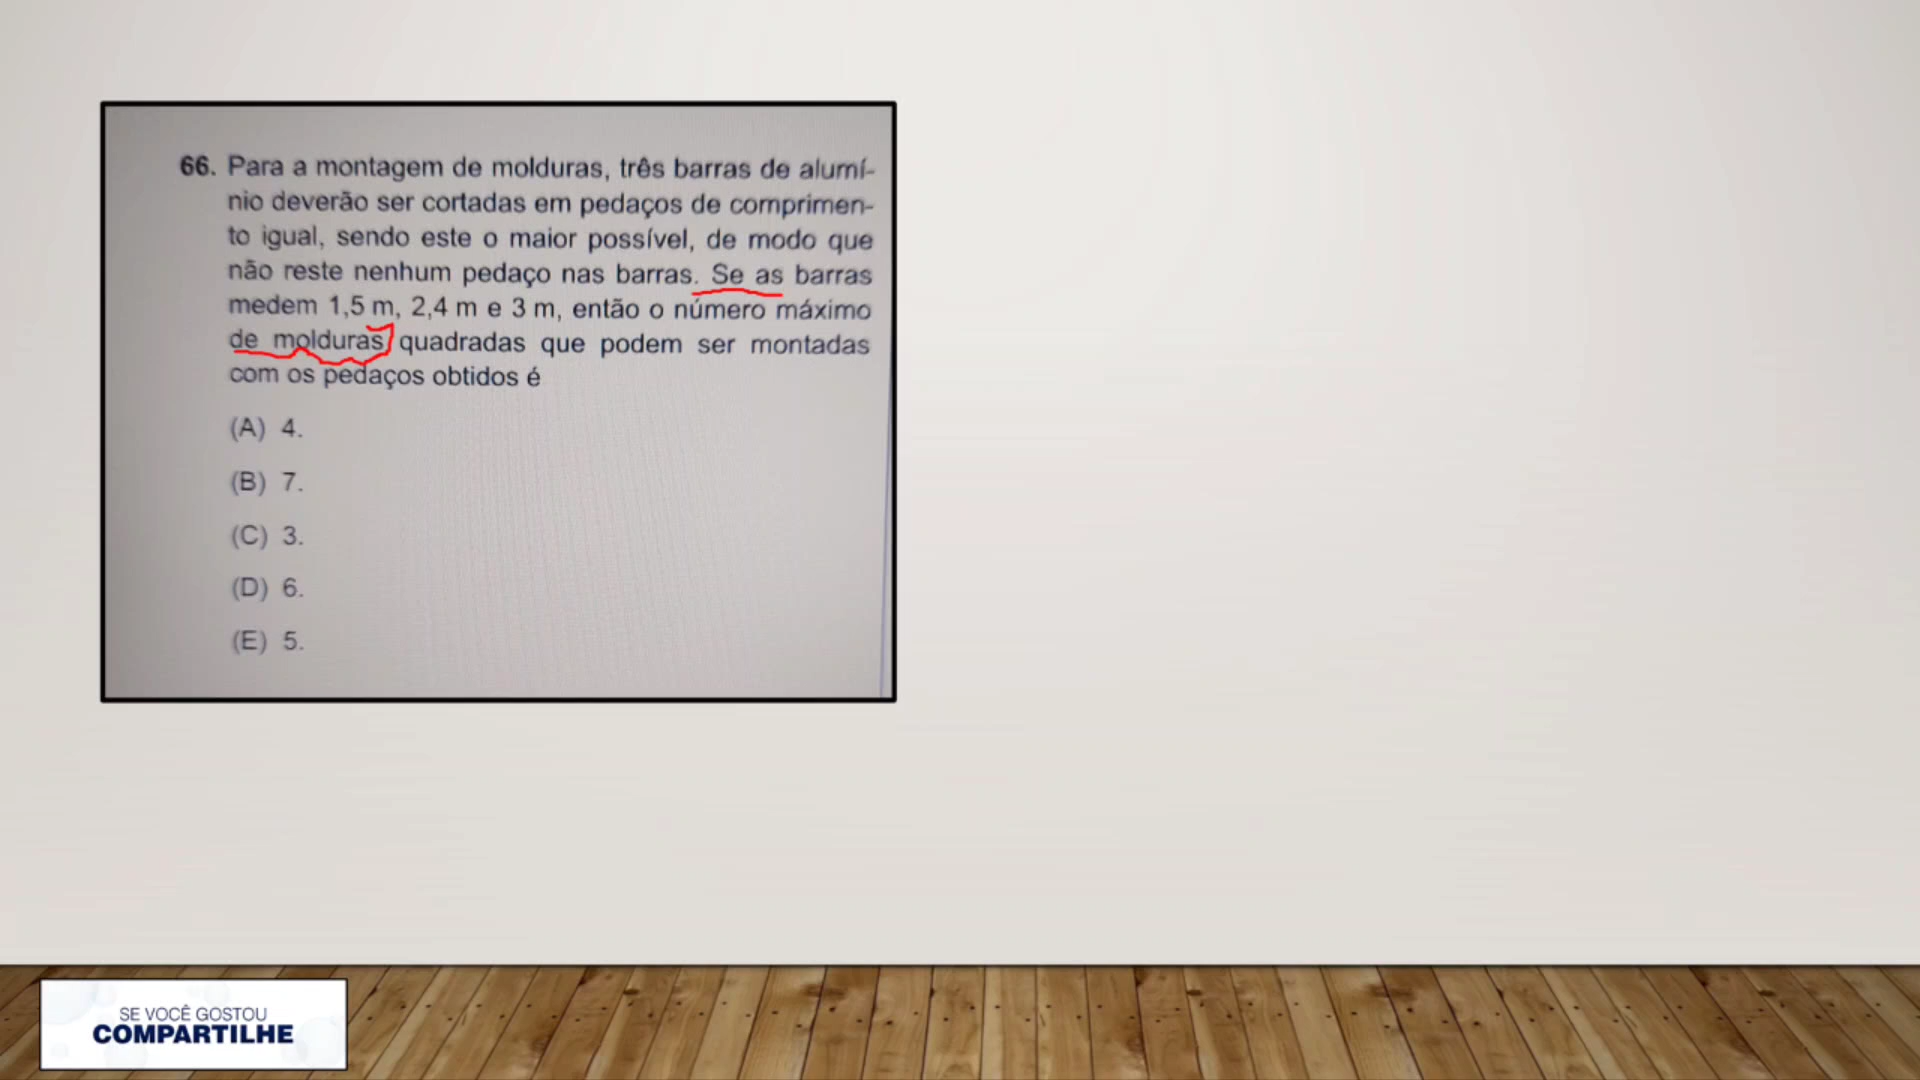 66. Para a montagem de molduras, três barras de alumí-
nio deverão ser cortadas em pedaços de comprimen-
to igual, sendo este o maior possível, de modo que
não reste nenhum pedaço nas barras. Se as barras
medem 1,5 m, 2,4 m e 3 m, então o número máximo
de molduras quadradas que podem ser montadas
com os pedaços obtidos é
(A) 4.
(B) 7.
(C) 3.
(D) 6.
(E) 5.
SE VOCÊ GOSTOU
COMPARTILHE